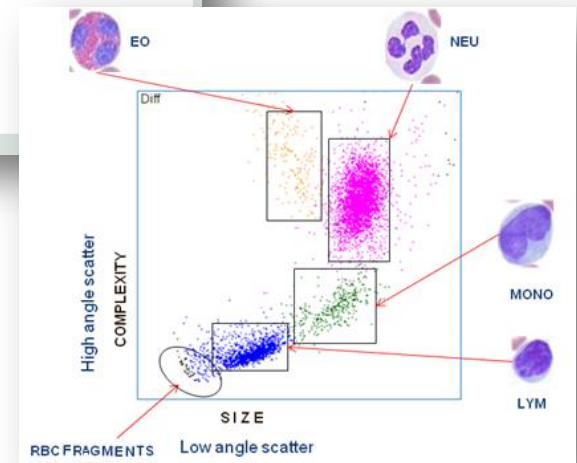 EO
NEU
Diff
High angle scatter
COMPLEXITY
MONO
LYM
SIZE
RBC FRAGMENTS
Low angle scatter